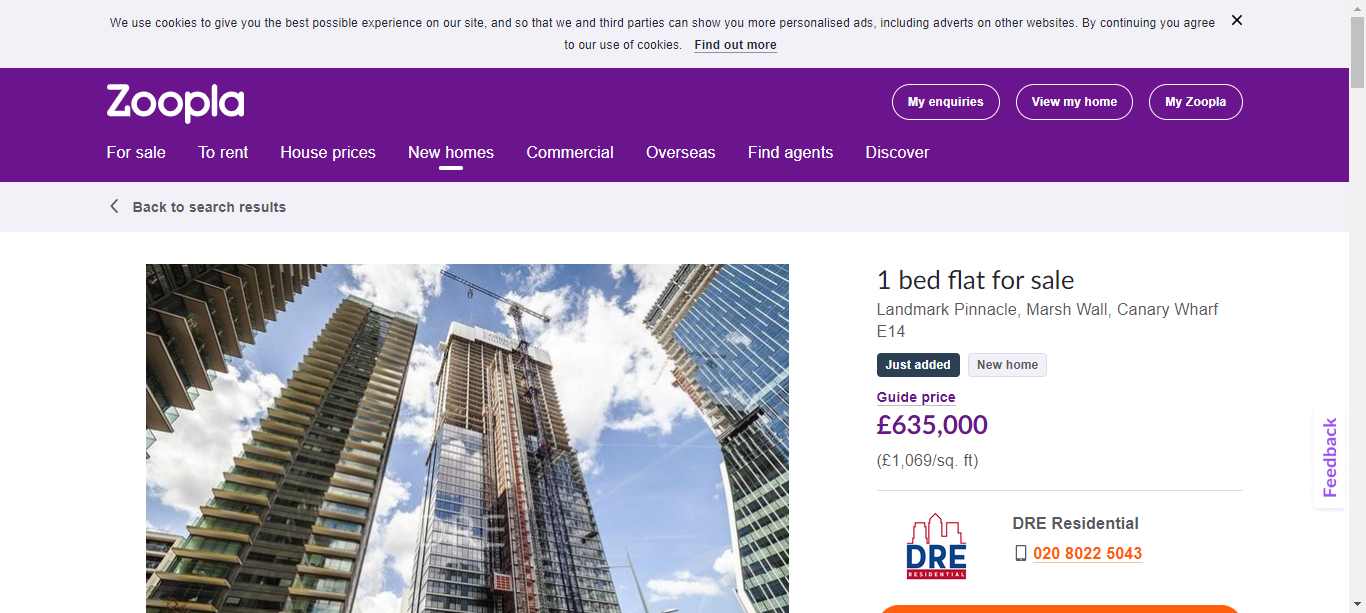 We use cookies to give you the best possible experience on our site, and so that we and third parties can show you more personalised ads, including adverts on other websites. By continuing you agree
to our use of cookies. Find out more
Zoopla
My enquiries
View my home
My Zoopla
For sale
To rent
House prices
New homes
Commercial
Overseas
Find agents
Discover
Back to search results
1 bed flat for sale
Landmark Pinnacle, Marsh Wall, Canary Wharf
E14
Just added
New home
Guide price
£635,000
(£1,069/sq. ft)
Feedback
DRE
RESIDENTIAL
DRE Residential
020 8022 5043